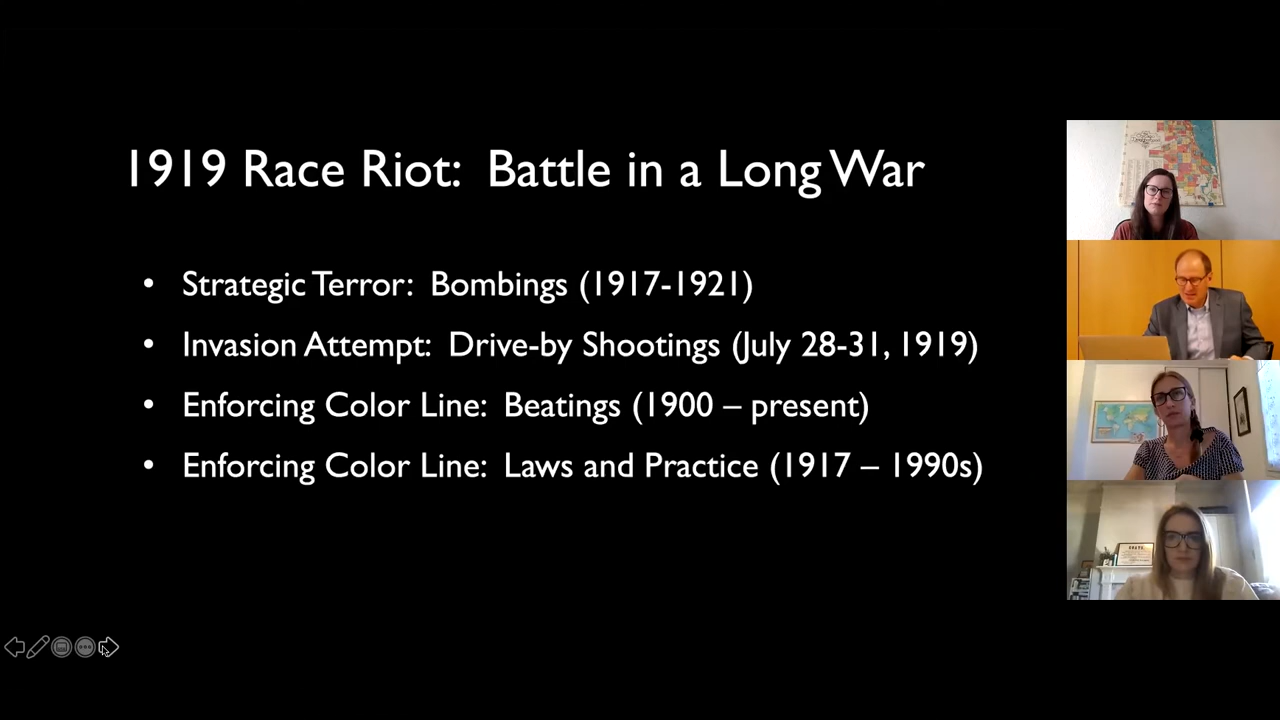 1919 Race Riot: Battle in a Long War
• Strategic Terror: Bombings (1917-1921)
• Invasion Attempt: Drive-by Shootings (July 28-31, 1919)
• Enforcing Color Line: Beatings (1900 – present)
• Enforcing Color Line: Laws and Practice (1917 – 1990s)